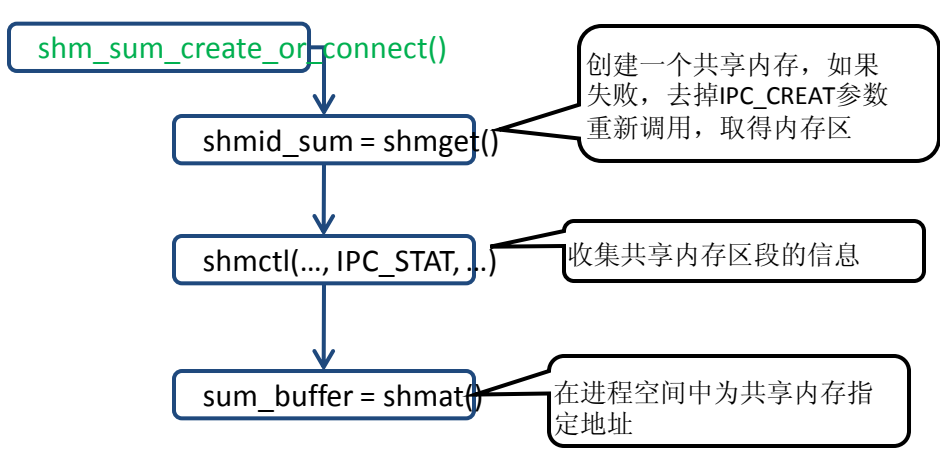 shm_sum_create_or_connect()
创建一个共享内存，如果
失败，去掉IPC_CREAT参数
重新调用，取得内存区
shmid_sum = shmget()
shmctl(…, IPC_STAT, …)
收集共享内存区段的信息
sum_buffer = shmat()
在进程空间中为共享内存指
定地址